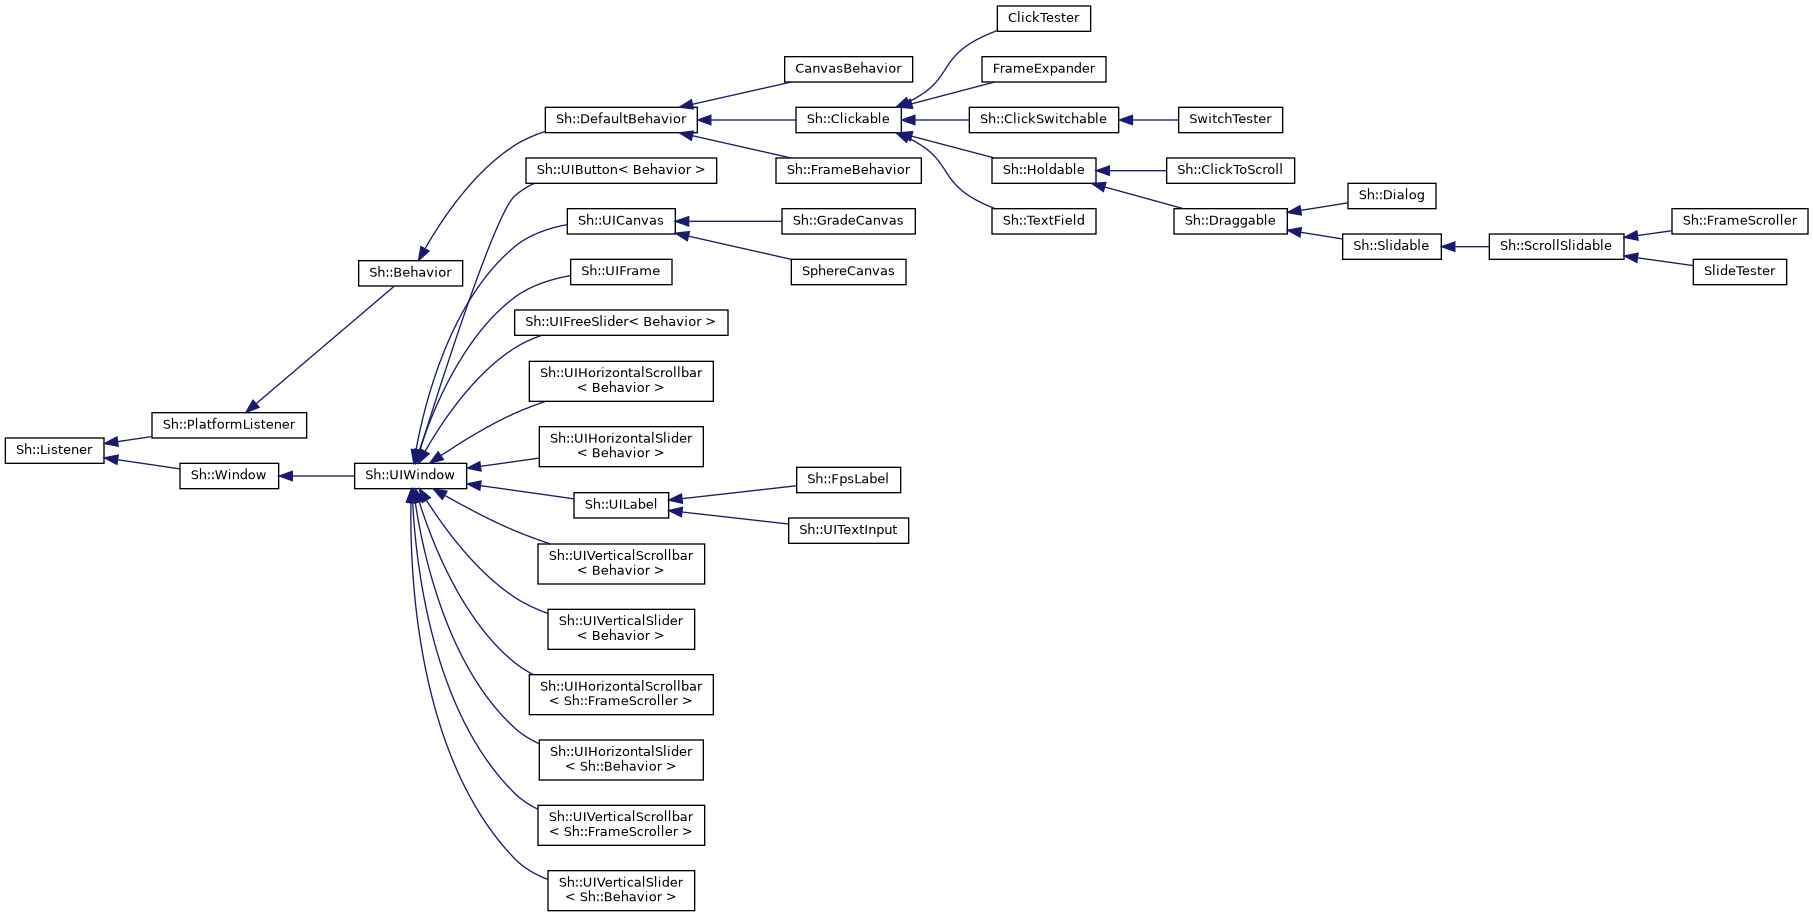 ClickTester
CanvasBehavior
FrameExpander
Sh::DefaultBehavior
Sh::Clickable
Sh::ClickSwitchable
SwitchTester
Sh::UIButton< Behavior >
Sh::FrameBehavior
Sh::Holdable
Sh::ClickToScroll
Sh::Dialog
Sh::UICanvas
Sh::GradeCanvas
Sh::TextField
Sh::Draggable
Sh::FrameScroller
Sh::Slidable
Sh::ScrollSlidable
Sh::Behavior
Sh::UIFrame
SphereCanvas
SlideTester
Sh::UIFreeSlider< Behavior >
Sh::UIHorizontalScrollbar
< Behavior >
Sh::PlatformListener
Sh::Listener
Sh::UIHorizontalSlider
< Behavior >
Sh::Window
Sh::UIWindow
Sh::FpsLabel
Sh::UILabel
Sh::UITextInput
Sh::UIVerticalScrollbar
< Behavior >
Sh::UIVerticalSlider
< Behavior >
Sh::UIHorizontalScrollbar
< Sh::FrameScroller >
Sh::UIHorizontalSlider
< Sh::Behavior >
Sh::UIVerticalScrollbar
< Sh::FrameScroller >
Sh::UIVerticalSlider
< Sh::Behavior >